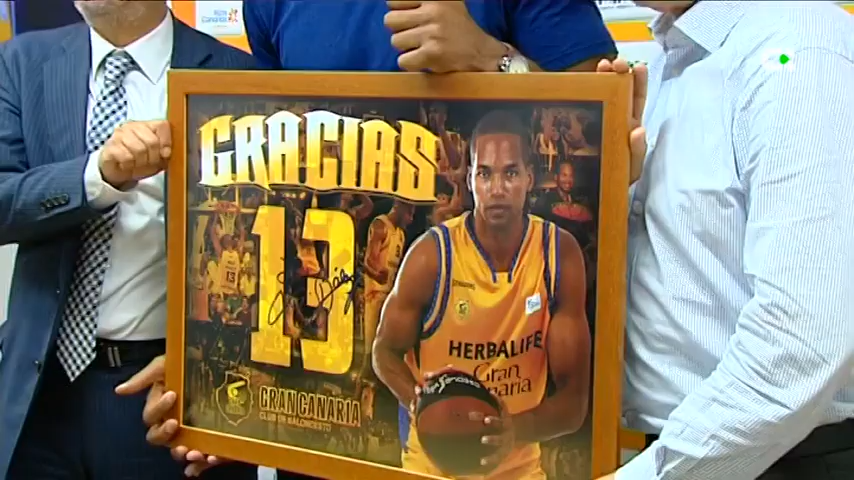 GRACIAS
13
HERBALIFE
Gran
Canaria
GRAN CANARIA
CLUB DE BALONCESTO